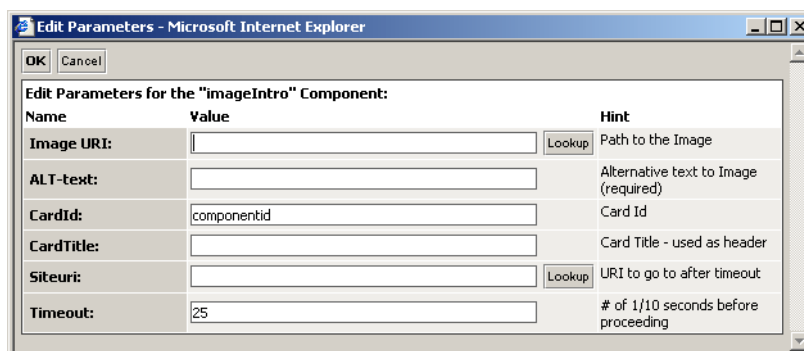 Edit Parameters - Microsoft Internet Explorer
OK Cancel
Edit Parameters for the "imageIntro" Component:
Name Value Hint
Image URI: Lookup Path to the Image
ALT-text: Alternative text to Image
(required)
CardId: componentid Card Id
CardTitle: Card Title - used as header
Siteuri: Lookup URI to go to after timeout
Timeout: 25 # of 1/10 seconds before
proceeding